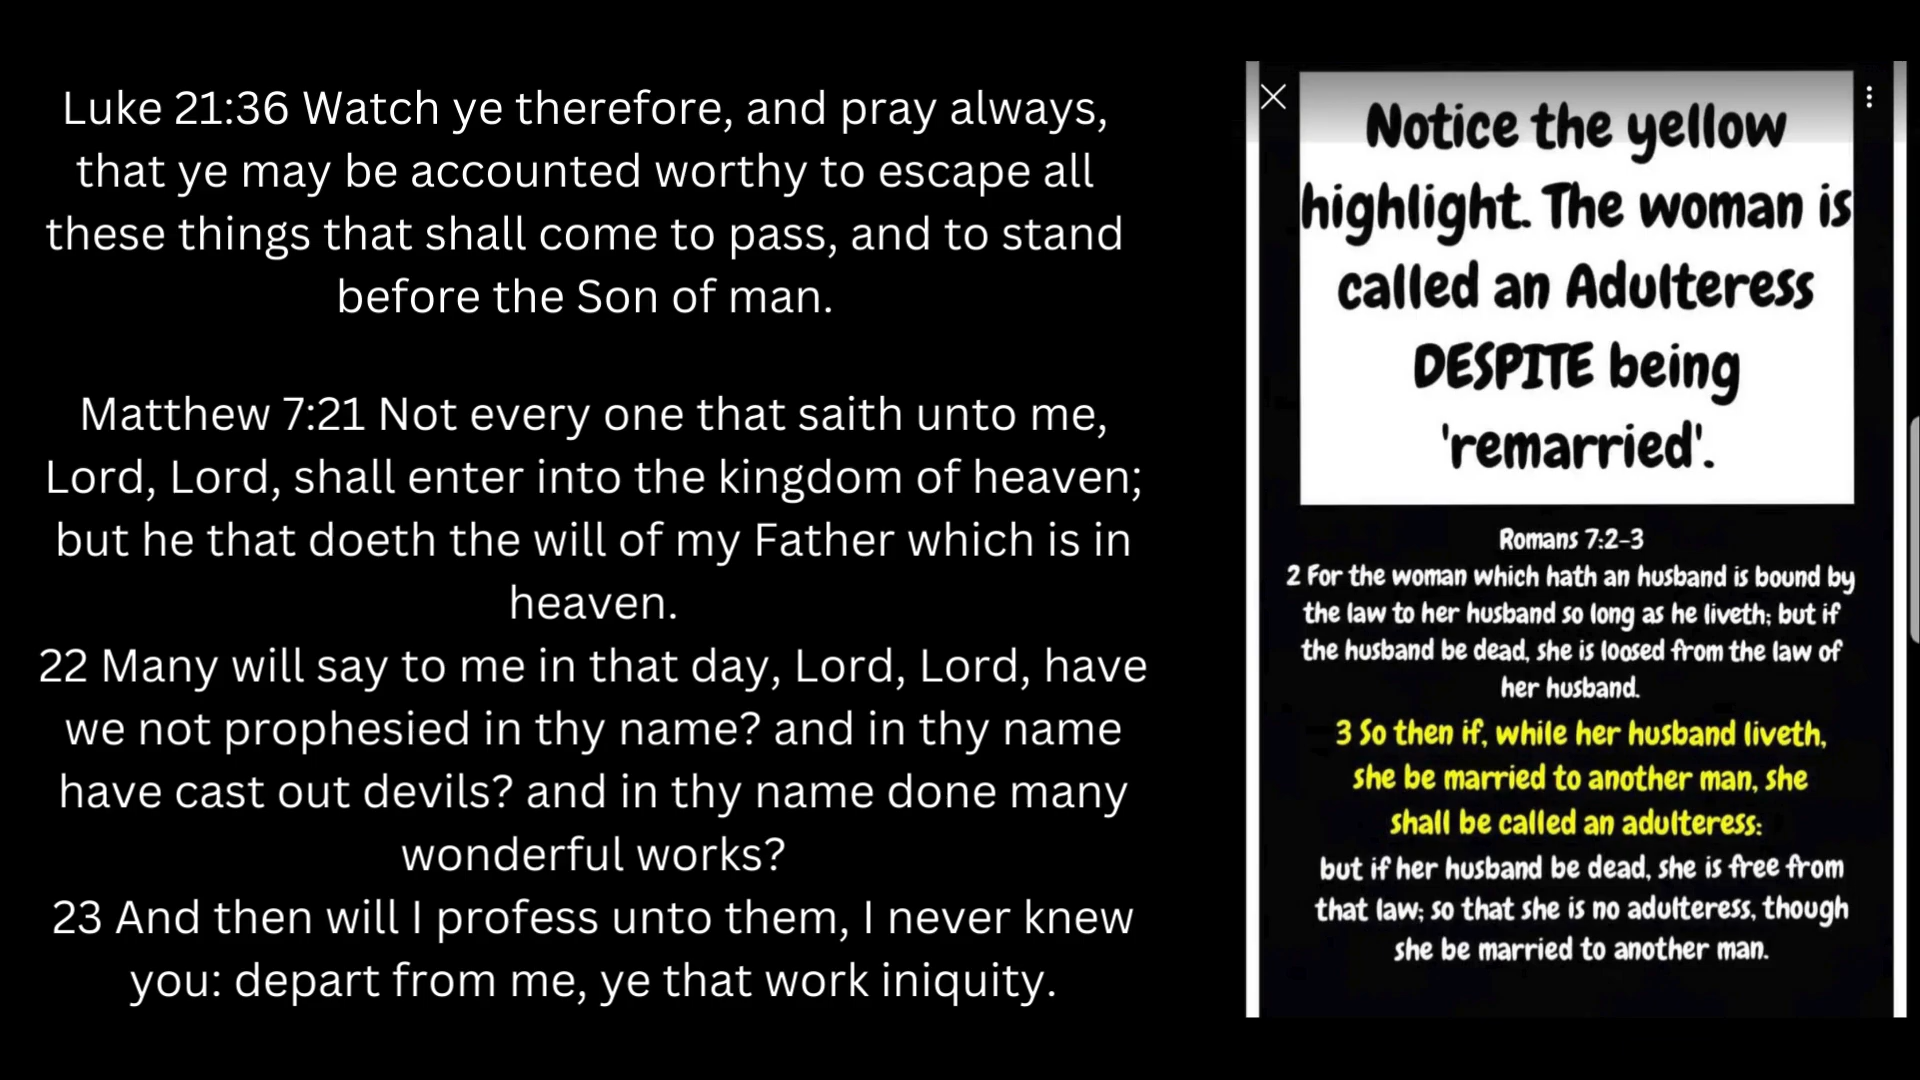 Luke 21:36 Watch ye therefore, and pray always,
that ye may be accounted worthy to escape all
these things that shall come to pass, and to stand
before the Son of man.
Matthew 7:21 Not every one that saith unto me,
Lord, Lord, shall enter into the kingdom of heaven;
but he that doeth the will of my Father which is in
heaven.
22 Many will say to me in that day, Lord, Lord, have
we not prophesied in thy name? and in thy name
have cast out devils? and in thy name done many
wonderful works?
23 And then will I profess unto them, I never knew
you: depart from me, ye that work iniquity.
Notice the yellow
highlight. The woman is
called an Adulteress
DESPITE being
'remarried'.
Romans 7:2-3
2 For the woman which hath an husband is bound by
the law to her husband so long as he liveth; but if
the husband be dead, she is loosed from the law of
her husband.
3 So then if, while her husband liveth,
she be married to another man, she
shall be called an adulteress:
but if her husband be dead, she is free from
that law; so that she is no adulteress, though
she be married to another man.